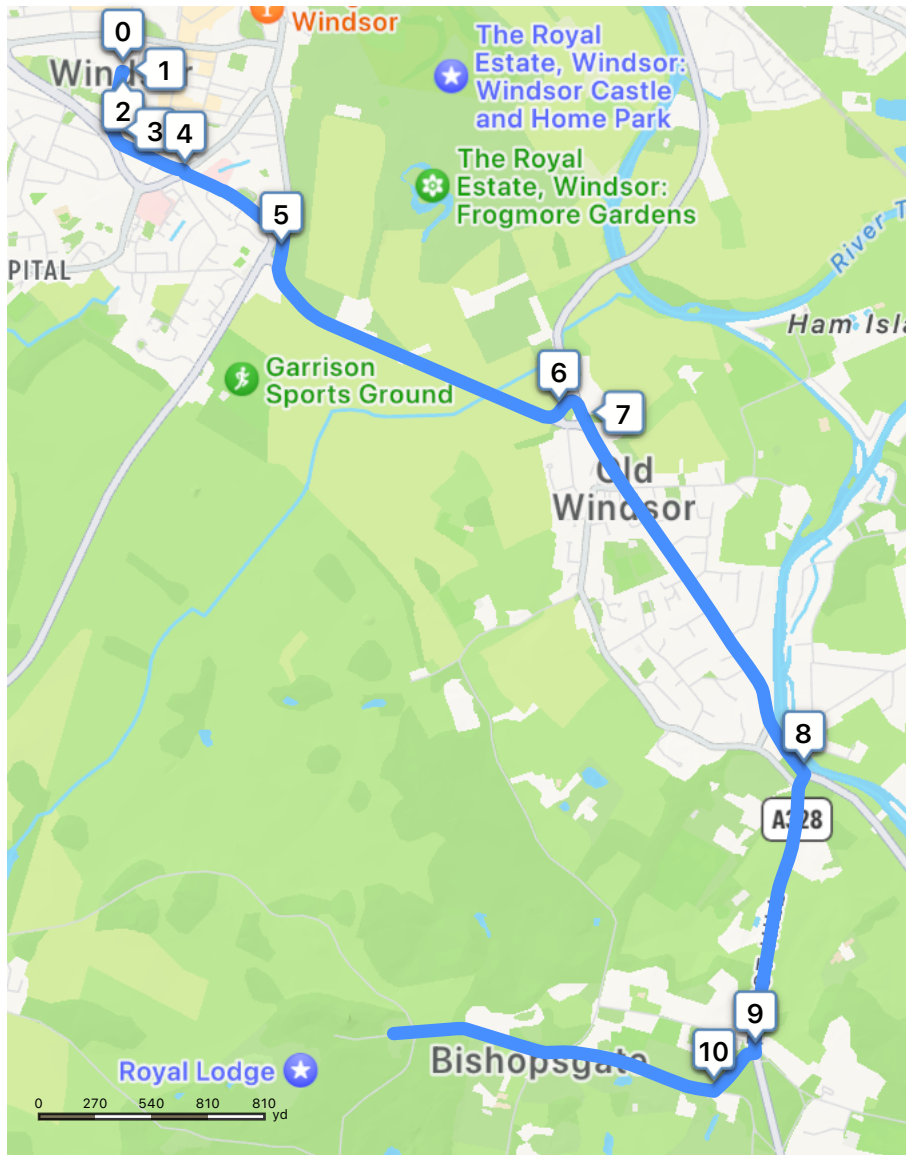 Windsor
0
The Royal
Estate, Windsor:
Windsor Castle
and Home Park
1
2
3
4
The Royal
Estate, Windsor:
Frogmore Gardens
5
River T
PITAL
Ham Isla
6
Garrison
Sports Ground
7
Old
Windsor
8
A328
9
10
Bishopsgate
Royal Lodge
0 270 540 810 810
yd